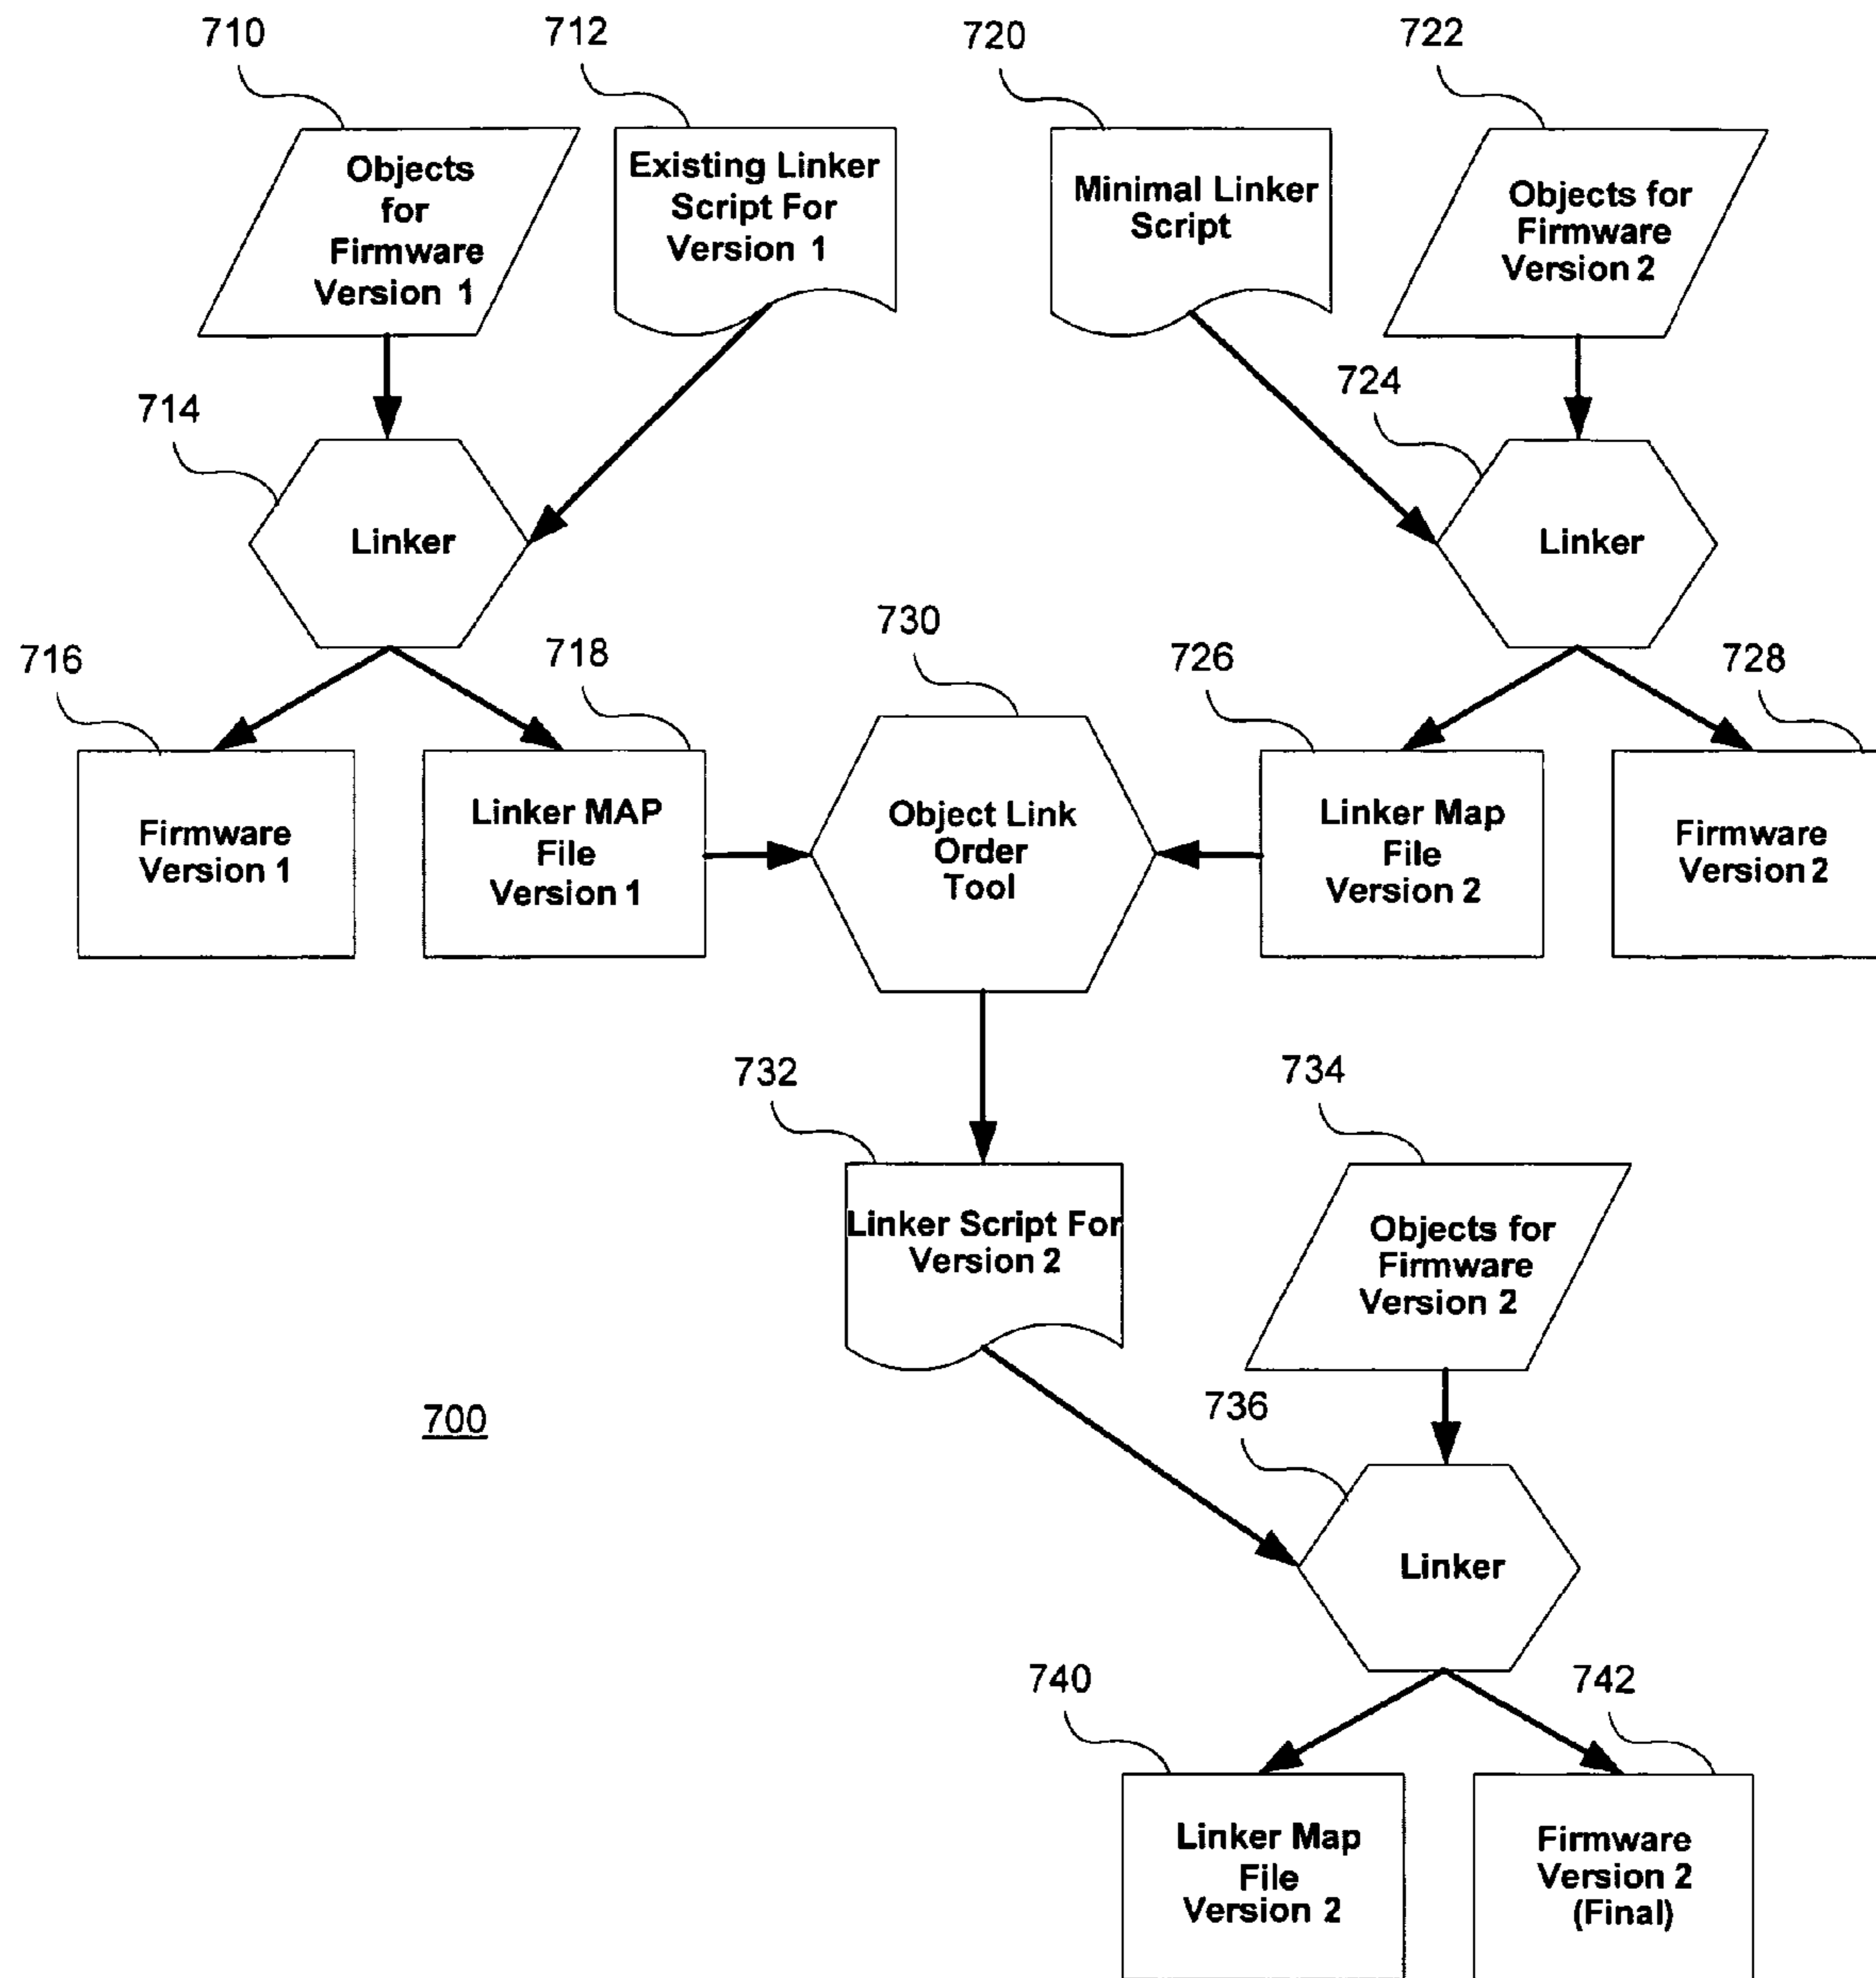 710
712
720
722
Objects
for
Firmware
Version 1
Existing Linker
Script For
Version 1
Minimal Linker
Script
Objects for
Firmware
Version 2
714
724
Linker
Linker
716
718
730
726
728
Firmware
Version 1
Linker MAP
File
Version 1
Object Link
Order
Tool
Linker Map
File
Version 2
Firmware
Version 2
732
734
Linker Script For
Version 2
Objects for
Firmware
Version 2
700
736
Linker
740
742
Linker Map
File
Version 2
Firmware
Version 2
(Final)